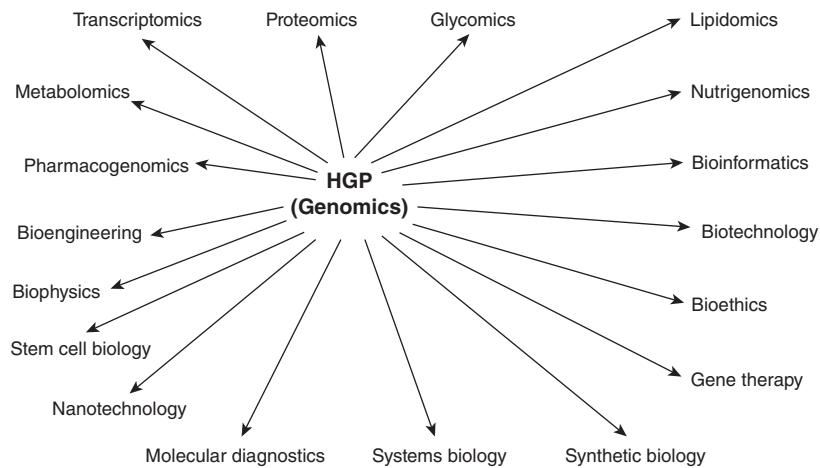 Transcriptomics
Proteomics
Glycomics
Lipidomics
Metabolomics
Nutrigenomics
Pharmacogenomics
Bioinformatics
HGP
(Genomics)
Bioengineering
Biotechnology
Biophysics
Bioethics
Stem cell biology
Gene therapy
Nanotechnology
Molecular diagnostics
Systems biology
Synthetic biology